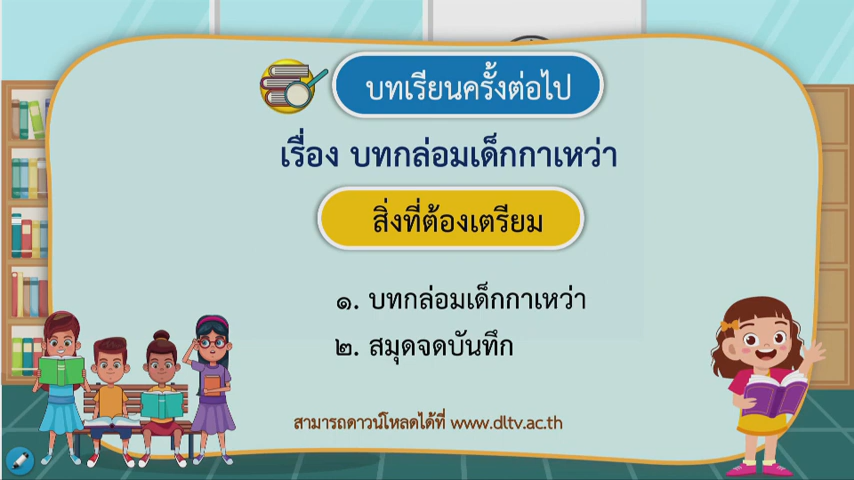 บทเรียนครั้งต่อไป
เรื่อง บทกล่อมเด็กกาเหว่า
สิ่งที่ต้องเตรียม
๑. บทกล่อมเด็กกาเหว่า
๒. สมุดจดบันทึก
สามารถดาวน์โหลดได้ที่ www.dltv.ac.th